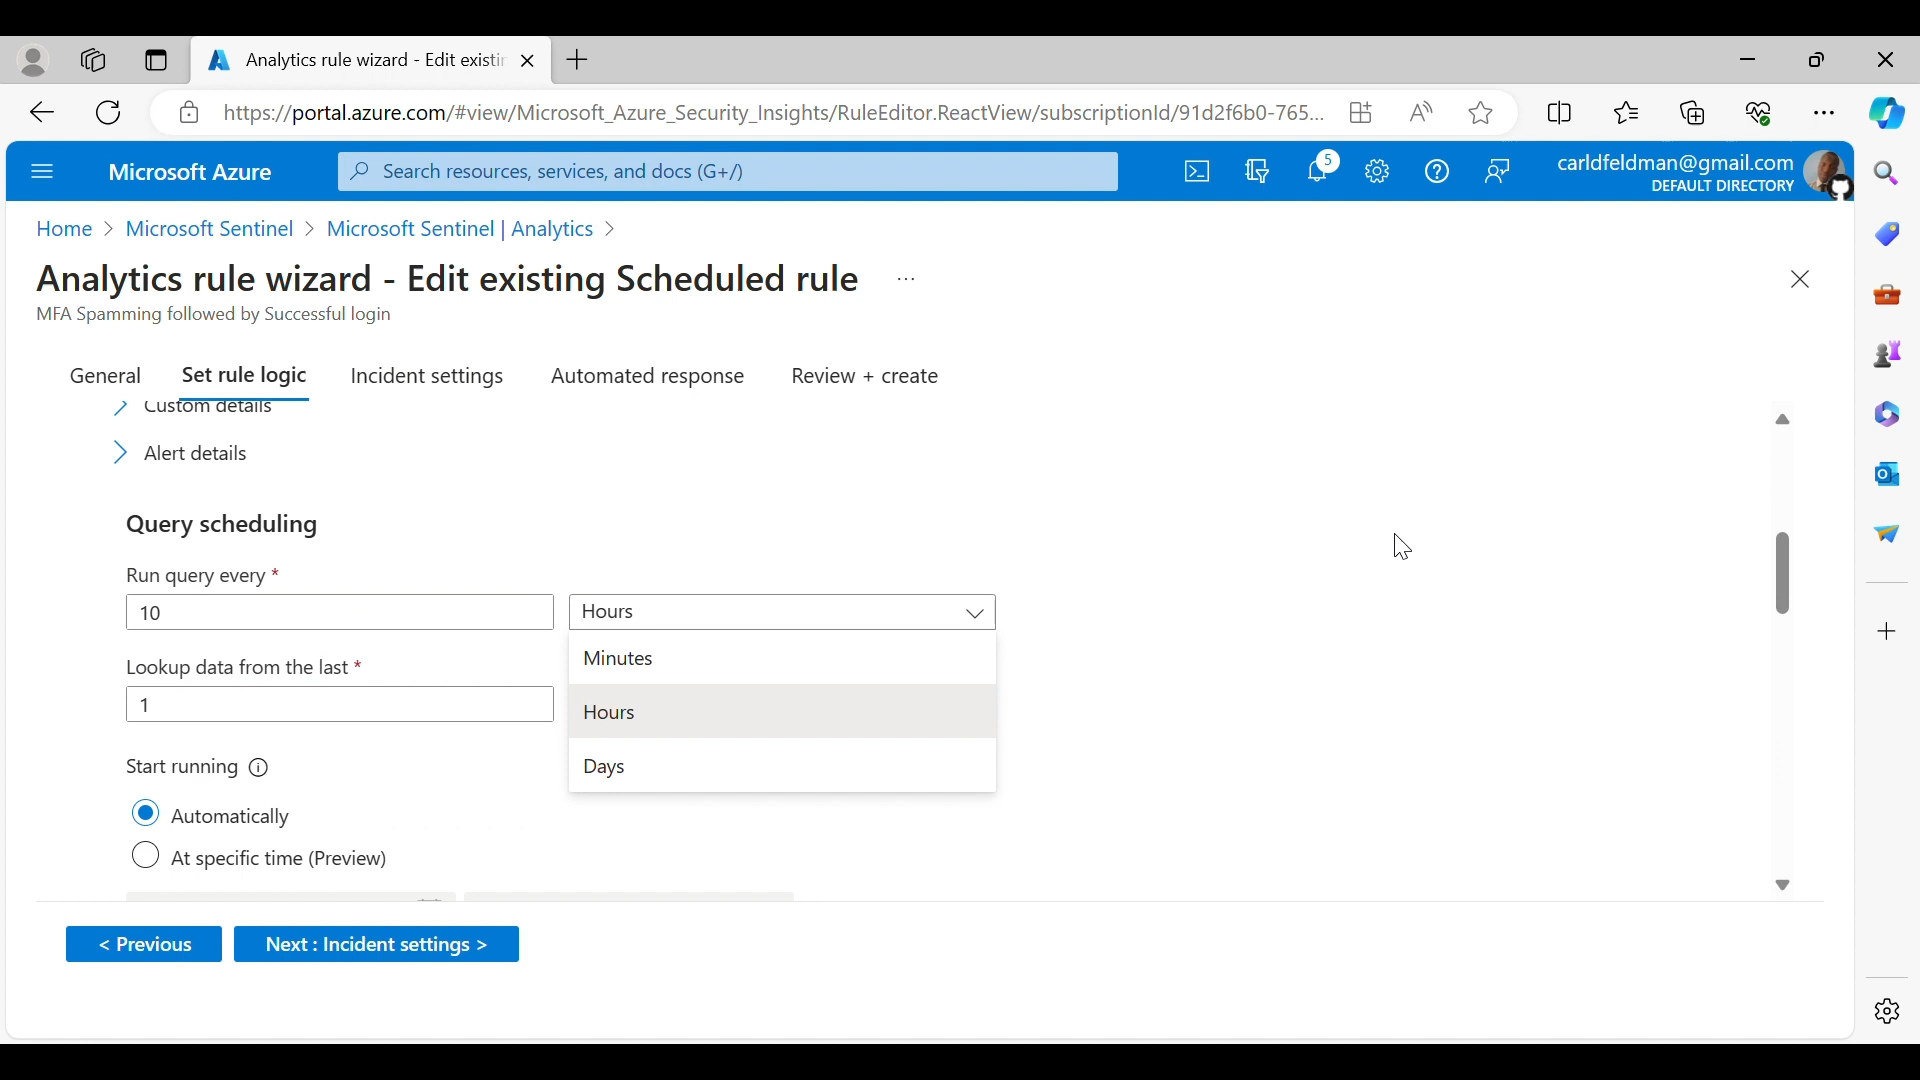 Analytics rule wizard - Edit existin
https://portal.azure.com/#view/Microsoft_Azure_Security_Insights/RuleEditor.ReactView/subscriptionId/91d2f6b0-765...
Microsoft Azure
Search resources, services, and docs (G+/)
5
carldfeldman@gmail.com
DEFAULT DIRECTORY
Home > Microsoft Sentinel > Microsoft Sentinel | Analytics >
Analytics rule wizard - Edit existing Scheduled rule ...
MFA Spamming followed by Successful login
General Set rule logic Incident settings Automated response Review + create
Custom details
Alert details
Query scheduling
Run query every *
10 Hours
Minutes
Lookup data from the last *
1
Hours
Days
Start running
Automatically
At specific time (Preview)
< Previous Next : Incident settings >